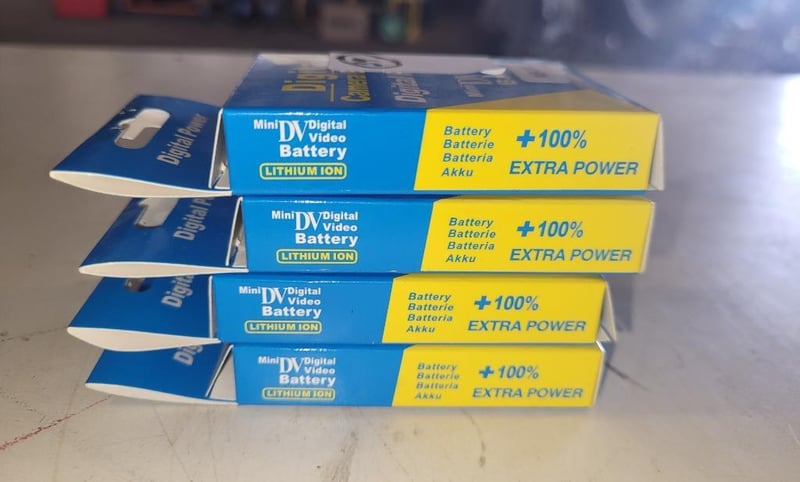 Digital
Camera
Digital
Digital Power
Mini DV Digital
Video
Battery
LITHIUM ION
Battery
Batterie
Batteria
Akku
+100%
EXTRA POWER
Digital P
Mini DV Digital
Video
Battery
LITHIUM ION
Battery
Batterie
Batteria
Akku
+100%
EXTRA POWER
Digital
Mini DV Digital
Video
Battery
LITHIUM ION
Battery
Batterie
Batteria
Akku
+100%
EXTRA POWER
Mini DV Digital
Video
Battery
LITHIUM ION
Battery
Batterie
Batteria
Akku
+100%
EXTRA POWER